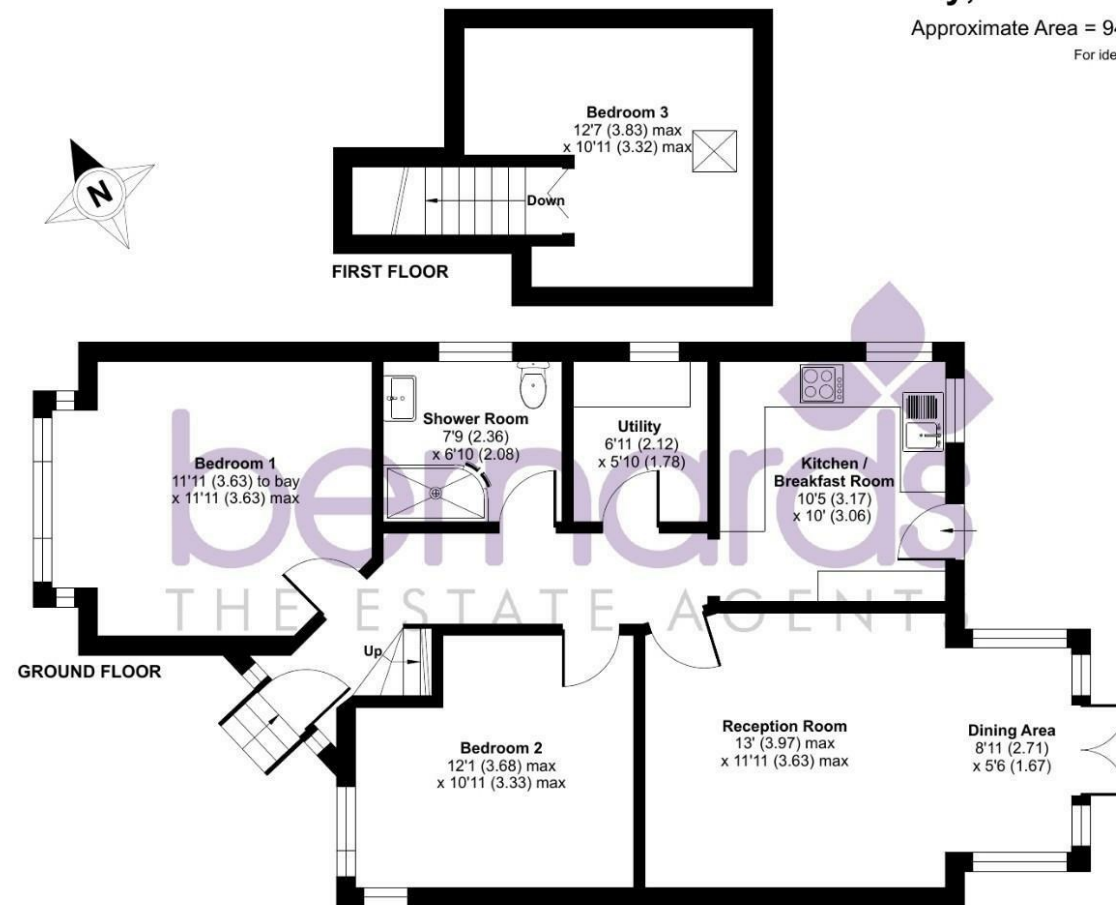 Approximate Area = 94
For ide
Bedroom 3
12'7 (3.83) max
x 10'11 (3.32) max
Down
N
FIRST FLOOR
Shower Room
7'9 (2.36)
x 6'10 (2.08)
Utility
6'11 (2.12)
x 5'10 (1.78)
Bedroom 1
11'11 (3.63) to bay
x 11'11 (3.63) max
Kitchen /
Breakfast Room
10'5 (3.17)
x 10' (3.06)
bernards
THE ESTATE AGENTS
GROUND FLOOR
Up
Bedroom 2
12'1 (3.68) max
x 10'11 (3.33) max
Reception Room
13' (3.97) max
x 11'11 (3.63) max
Dining Area
8'11 (2.71)
x 5'6 (1.67)